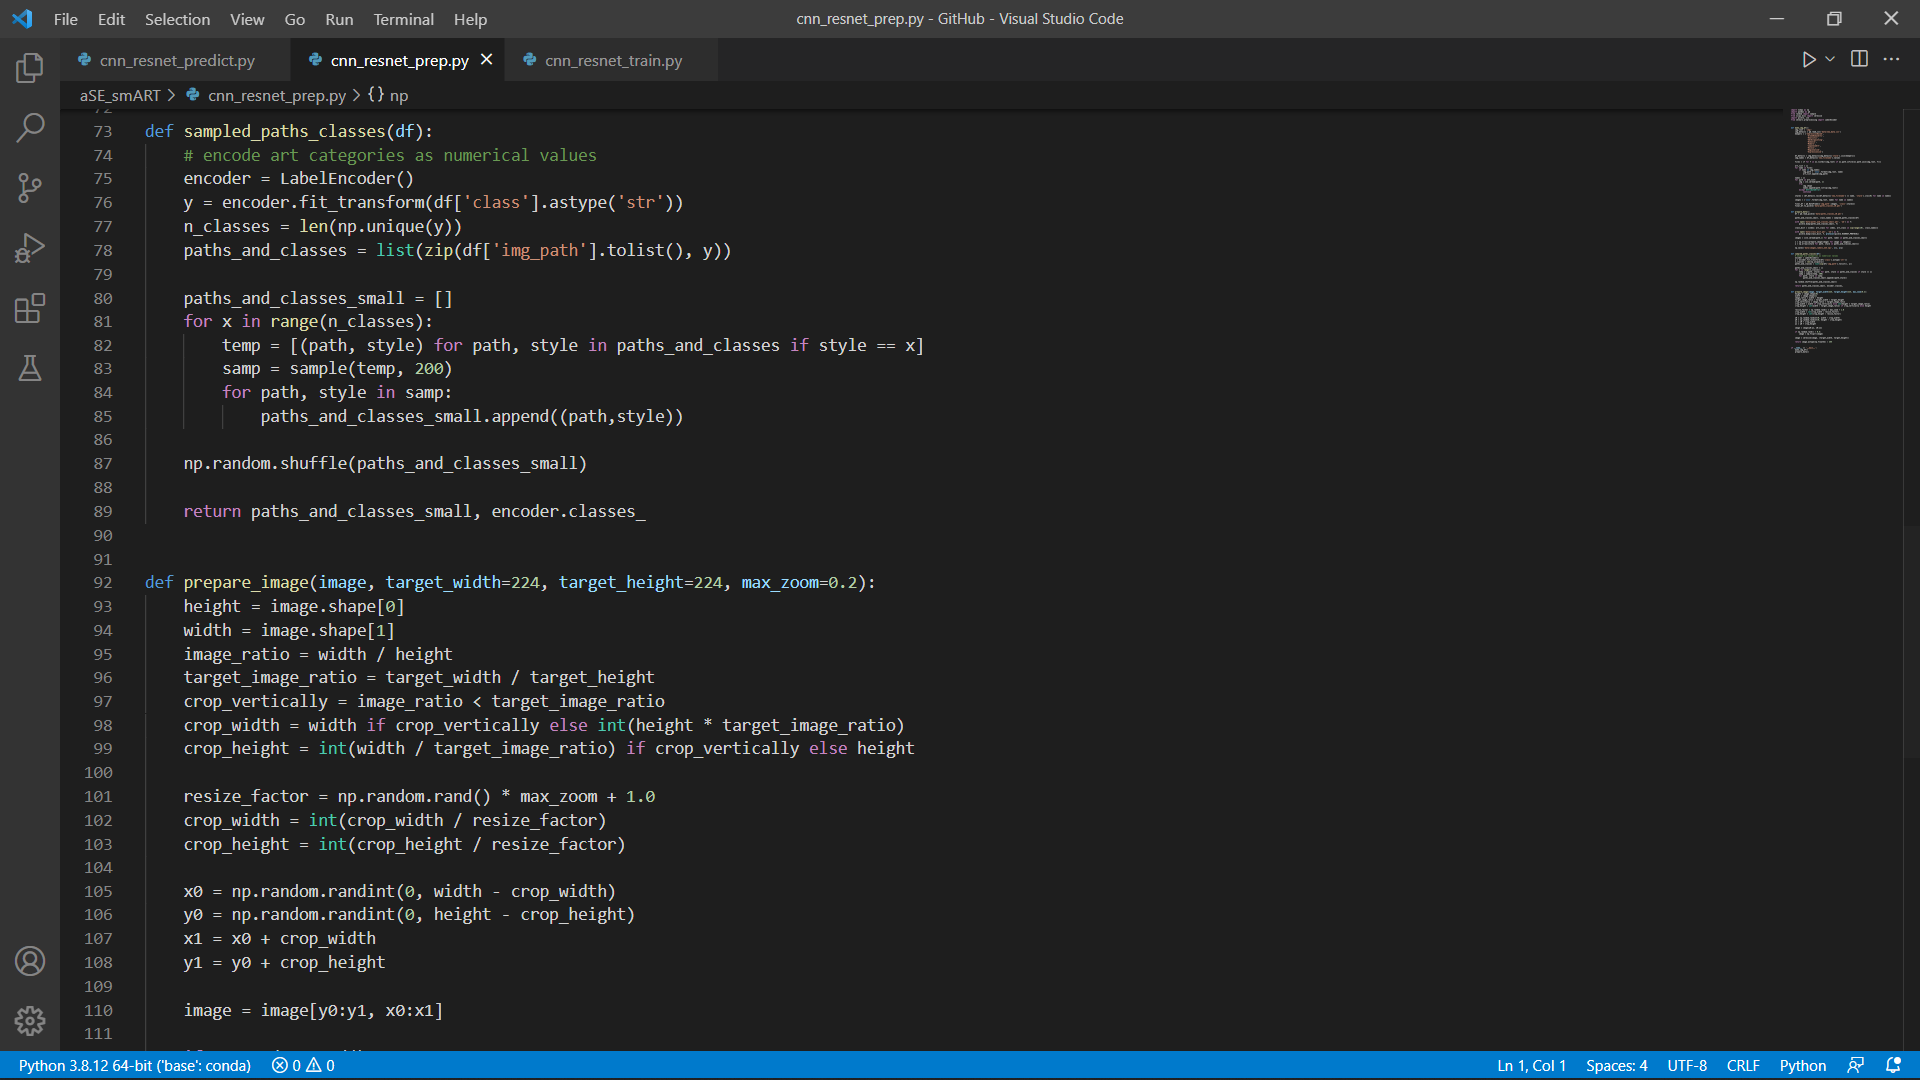 File Edit Selection View Go Run Terminal Help cnn_resnet_prep.py - GitHub - Visual Studio Code
cnn_resnet_predict.py cnn_resnet_prep.py cnn_resnet_train.py
aSE_smART > cnn_resnet_prep.py > {} np
73 def sampled_paths_classes(df):
74 # encode art categories as numerical values
75 encoder = LabelEncoder()
76 y = encoder.fit_transform(df['class'].astype('str'))
77 n_classes = len(np.unique(y))
78 paths_and_classes = list(zip(df['img_path'].tolist(), y))
79
80 paths_and_classes_small = []
81 for x in range(n_classes):
82 temp = [(path, style) for path, style in paths_and_classes if style == x]
83 samp = sample(temp, 200)
84 for path, style in samp:
85 paths_and_classes_small.append((path,style))
86
87 np.random.shuffle(paths_and_classes_small)
88
89 return paths_and_classes_small, encoder.classes_
90
91
92 def prepare_image(image, target_width=224, target_height=224, max_zoom=0.2):
93 height = image.shape[0]
94 width = image.shape[1]
95 image_ratio = width / height
96 target_image_ratio = target_width / target_height
97 crop_vertically = image_ratio < target_image_ratio
98 crop_width = width if crop_vertically else int(height * target_image_ratio)
99 crop_height = int(width / target_image_ratio) if crop_vertically else height
100
101 resize_factor = np.random.rand() * max_zoom + 1.0
102 crop_width = int(crop_width / resize_factor)
103 crop_height = int(crop_height / resize_factor)
104
105 x0 = np.random.randint(0, width - crop_width)
106 y0 = np.random.randint(0, height - crop_height)
107 x1 = x0 + crop_width
108 y1 = y0 + crop_height
109
110 image = image[y0:y1, x0:x1]
111
Python 3.8.12 64-bit ('base': conda) 0 0 Ln 1, Col 1 Spaces: 4 UTF-8 CRLF Python